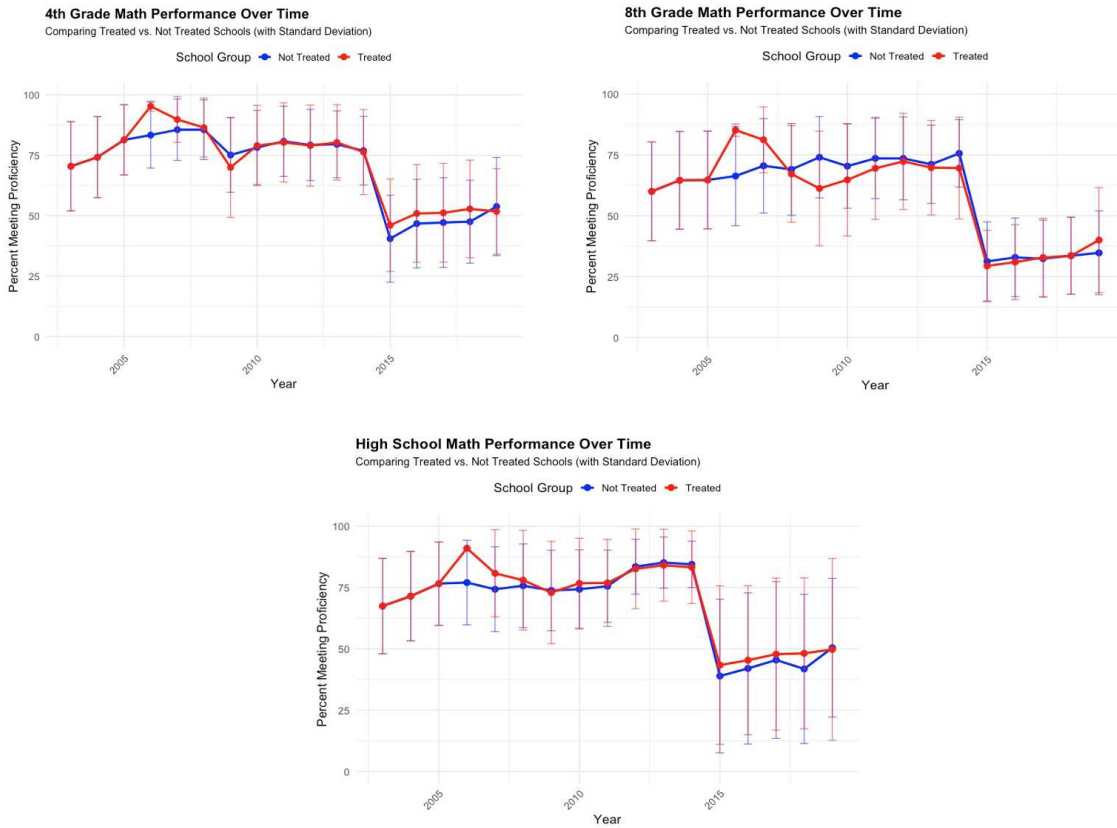 4th Grade Math Performance Over Time
Comparing Treated vs. Not Treated Schools (with Standard Deviation)
School Group Not Treated Treated
100
75
50
25
0
Percent Meeting Proficiency
2005
2010
2015
Year
8th Grade Math Performance Over Time
Comparing Treated vs. Not Treated Schools (with Standard Deviation)
School Group Not Treated Treated
100
75
50
25
0
Percent Meeting Proficiency
2005
2010
2015
Year
High School Math Performance Over Time
Comparing Treated vs. Not Treated Schools (with Standard Deviation)
School Group Not Treated Treated
100
75
50
25
0
Percent Meeting Proficiency
2005
2010
2015
Year